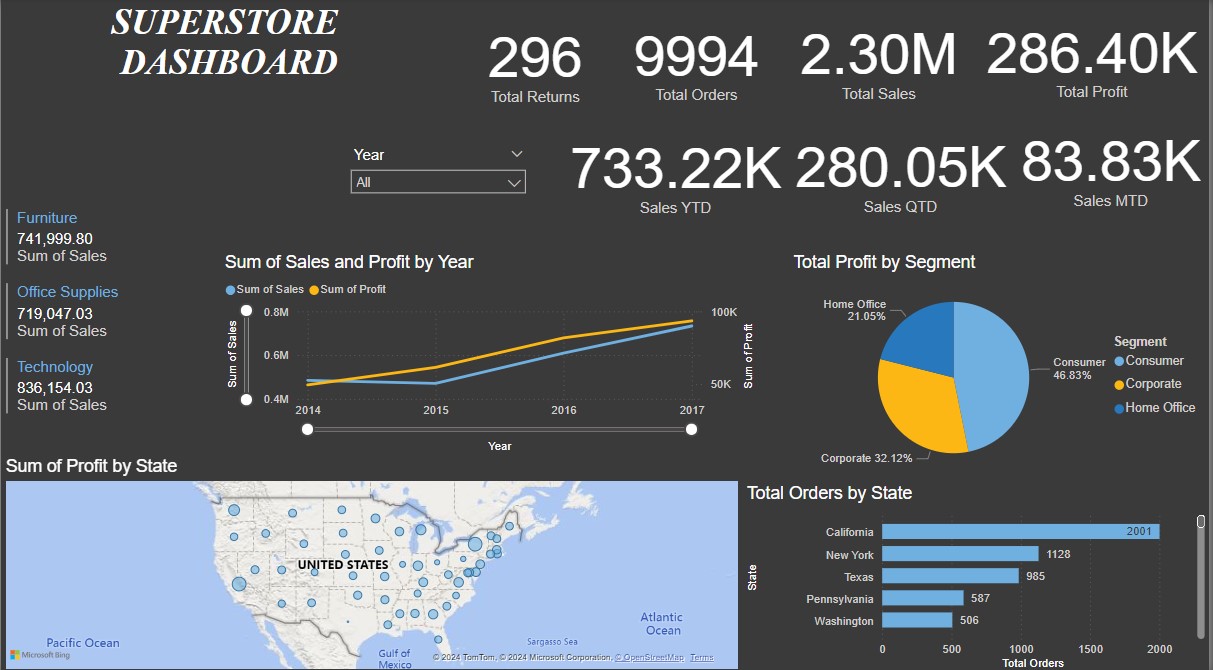 SUPERSTORE
DASHBOARD
296
Total Returns
9994
Total Orders
2.30M
Total Sales
286.40K
Total Profit
Year
All
733.22K
Sales YTD
280.05K
Sales QTD
83.83K
Sales MTD
Furniture
741,999.80
Sum of Sales
Office Supplies
719,047.03
Sum of Sales
Technology
836,154.03
Sum of Sales
Sum of Sales and Profit by Year
Sum of Sales
Sum of Profit
Sum of Sales
0.8M
0.6M
0.4M
100K
50K
Sum of Profit
2014
2015
2016
2017
Year
Total Profit by Segment
Home Office
21.05%
Consumer
46.83%
Corporate 32.12%
Segment
Consumer
Corporate
Home Office
Sum of Profit by State
UNITED STATES
Pacific Ocean
Atlantic
Ocean
Sargasso Sea
Gulf of
Mexico
Microsoft Bing
© 2024 TomTom, © 2024 Microsoft Corporation, © OpenStreetMap Terms
Total Orders by State
State
California 2001
New York 1128
Texas 985
Pennsylvania 587
Washington 506
0 500 1000 1500 2000
Total Orders